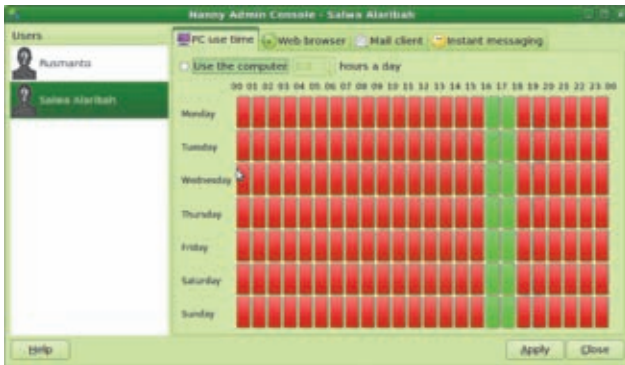 Nanny Admin Console - Salwa Alaribah
Users
Rusmanto
Salwa Alaribah
PC use time Web browser Mail client Instant messaging
Use the computer hours a day
00 01 02 03 04 05 06 07 08 09 10 11 12 13 14 15 16 17 18 19 20 21 22 23 00
Monday
Tuesday
Wednesday
Thursday
Friday
Saturday
Sunday
Help Apply Close